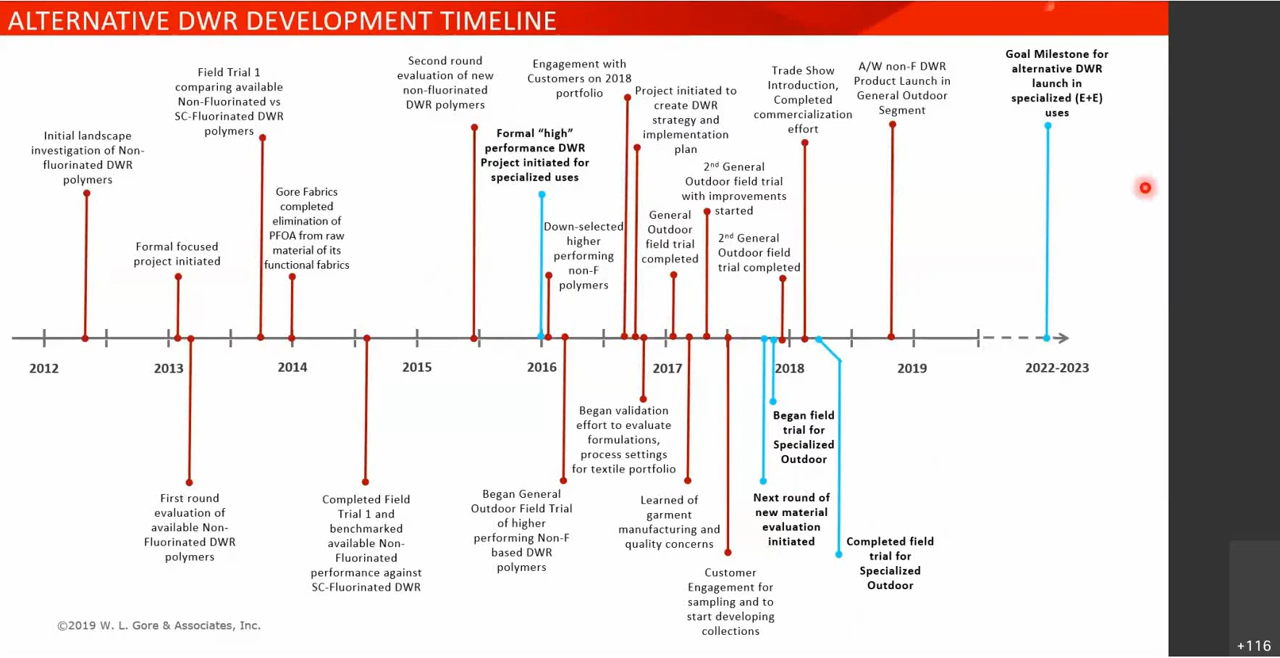 ALTERNATIVE DWR DEVELOPMENT TIMELINE
Initial landscape
investigation of Non-
fluorinated DWR
polymers
Formal focused
project initiated
Field Trial 1
comparing available
Non-Fluorinated vs
SC-Fluorinated DWR
polymers
Gore Fabrics
completed
elimination of
PFOA from raw
material of its
functional fabrics
Second round
evaluation of new
non-fluorinated
DWR polymers
Formal “high”
performance DWR
Project initiated for
specialized uses
Down-selected
higher
performing
non-F
polymers
Engagement with
Customers on 2018
portfolio
Project initiated to
create DWR
strategy and
implementation
plan
General
Outdoor
field trial
completed
2nd General
Outdoor field trial
with improvements
started
2nd General
Outdoor field
trial completed
Trade Show
Introduction,
Completed
commercialization
effort
A/W non-F DWR
Product Launch in
General Outdoor
Segment
Goal Milestone for
alternative DWR
launch in
specialized (E+E)
uses
2012
2013
2014
2015
2016
2017
2018
2019
2022-2023
First round
evaluation of
available Non-
Fluorinated DWR
polymers
Completed Field
Trial 1 and
benchmarked
available Non-
Fluorinated
performance against
SC-Fluorinated DWR
Began General
Outdoor Field Trial
of higher
performing Non-F
based DWR
polymers
Began validation
effort to evaluate
formulations,
process settings
for textile portfolio
Learned of
garment
manufacturing and
quality concerns
Customer
Engagement for
sampling and to
start developing
collections
Next round of
new material
evaluation
initiated
Began field
trial for
Specialized
Outdoor
Completed field
trial for
Specialized
Outdoor
©2019 W. L. Gore & Associates, Inc.
+116